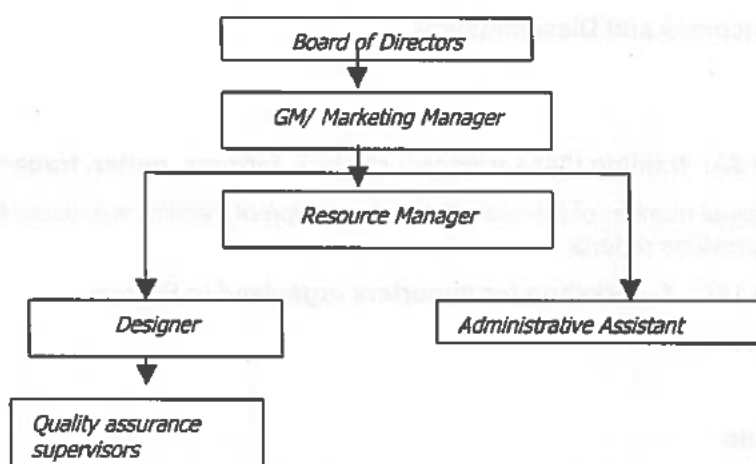 Board of Directors
GM/ Marketing Manager
Resource Manager
Designer
Administrative Assistant
Quality assurance
supervisors